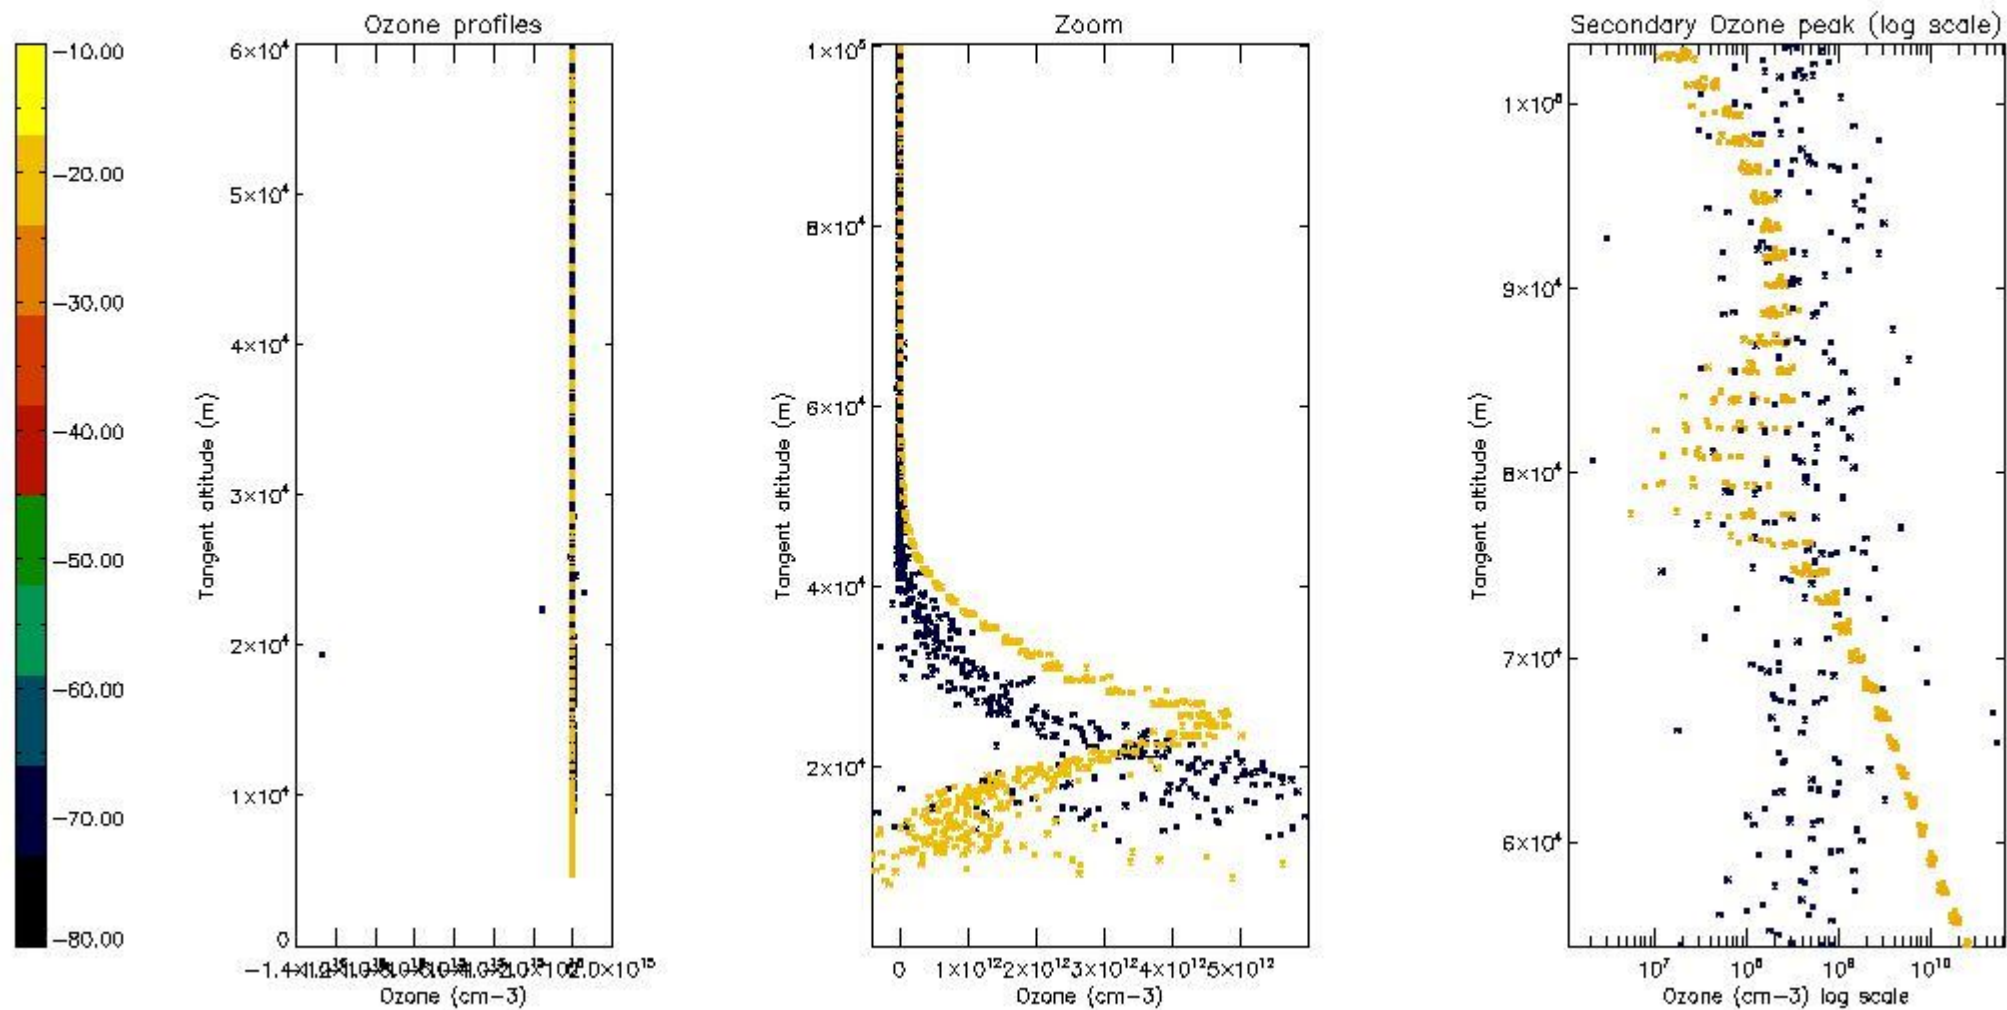 Ozone profiles
Zoom
Secondary Ozone peak (log scale)
-10.00
-20.00
-30.00
-40.00
-50.00
-60.00
-70.00
-80.00
6×10⁴
5×10⁴
4×10⁴
3×10⁴
2×10⁴
1×10⁴
0
Tangent altitude (m)
2.0×10¹⁵
Ozone (cm-3)
1×10⁵
8×10⁴
6×10⁴
4×10⁴
2×10⁴
Tangent altitude (m)
0 1×10¹² 2×10¹² 3×10¹² 4×10¹² 5×10¹²
Ozone (cm-3)
1×10⁵
9×10⁴
8×10⁴
7×10⁴
6×10⁴
Tangent altitude (m)
10⁷ 10⁸ 10⁹ 10¹⁰
Ozone (cm-3) log scale